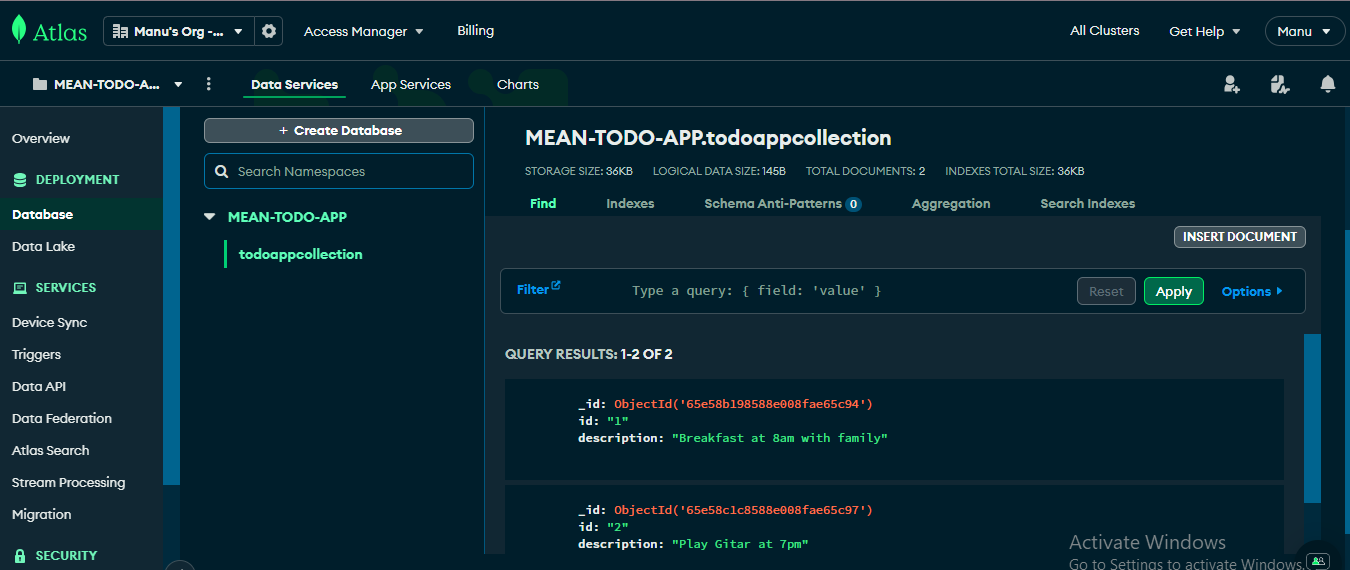 Atlas
Manu's Org -...
Access Manager
Billing
All Clusters
Get Help
Manu
MEAN-TODO-A...
Data Services
App Services
Charts
Overview
DEPLOYMENT
Database
Data Lake
SERVICES
Device Sync
Triggers
Data API
Data Federation
Atlas Search
Stream Processing
Migration
SECURITY
+ Create Database
Search Namespaces
MEAN-TODO-APP
todoappcollection
MEAN-TODO-APP.todoappcollection
STORAGE SIZE: 36KB LOGICAL DATA SIZE: 145B TOTAL DOCUMENTS: 2 INDEXES TOTAL SIZE: 36KB
Find Indexes Schema Anti-Patterns 0 Aggregation Search Indexes
INSERT DOCUMENT
Filter Type a query: { field: 'value' } Reset Apply Options
QUERY RESULTS: 1-2 OF 2
_id: ObjectId('65e58b198588e008fae65c94')
id: "1"
description: "Breakfast at 8am with family"
_id: ObjectId('65e58c1c8588e008fae65c97')
id: "2"
description: "Play Gitar at 7pm"
Activate Windows
Go to Settings to activate Windows.